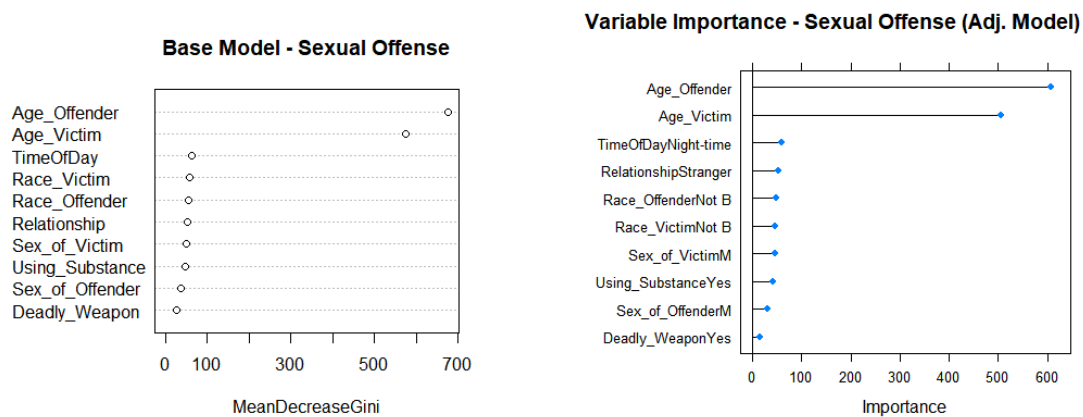 Base Model - Sexual Offense
Age_Offender
Age_Victim
TimeOfDay
Race_Victim
Race_Offender
Relationship
Sex_of_Victim
Using_Substance
Sex_of_Offender
Deadly_Weapon
0 100 300 500 700
MeanDecreaseGini
Variable Importance - Sexual Offense (Adj. Model)
Age_Offender
Age_Victim
TimeOfDayNight-time
RelationshipStranger
Race_OffenderNot B
Race_VictimNot B
Sex_of_VictimM
Using_SubstanceYes
Sex_of_OffenderM
Deadly_WeaponYes
0 100 200 300 400 500 600
Importance